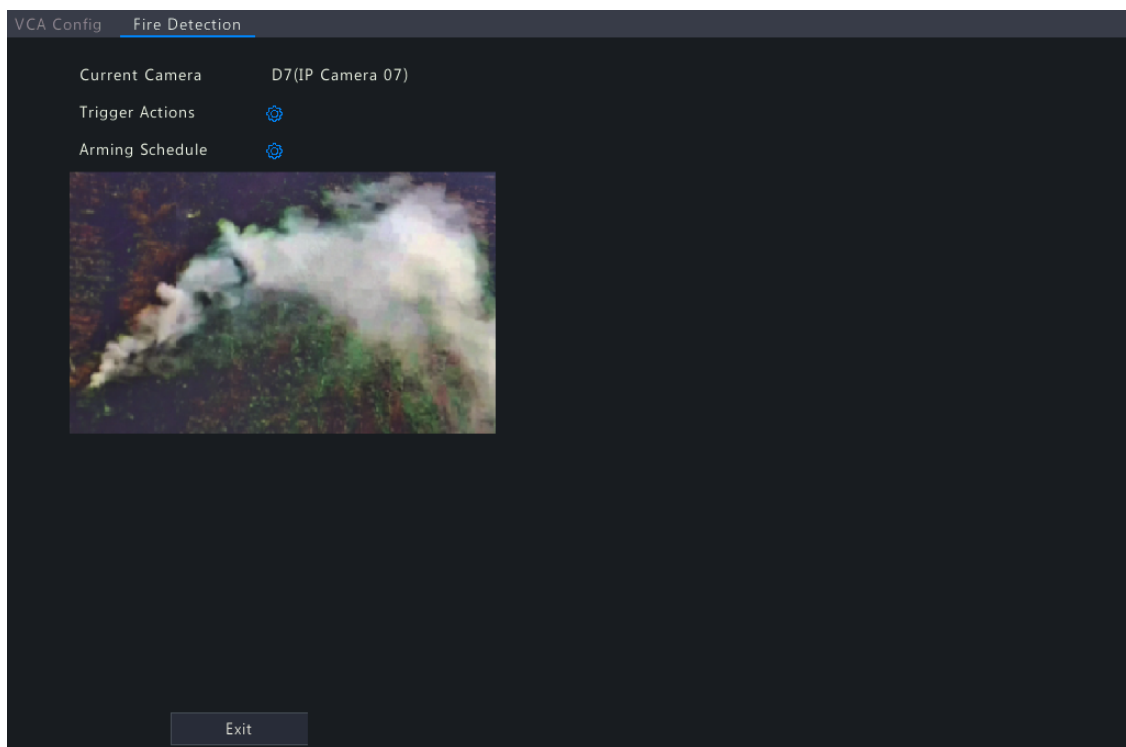 VCA Config Fire Detection
Current Camera D7(IP Camera 07)
Trigger Actions
Arming Schedule
Exit